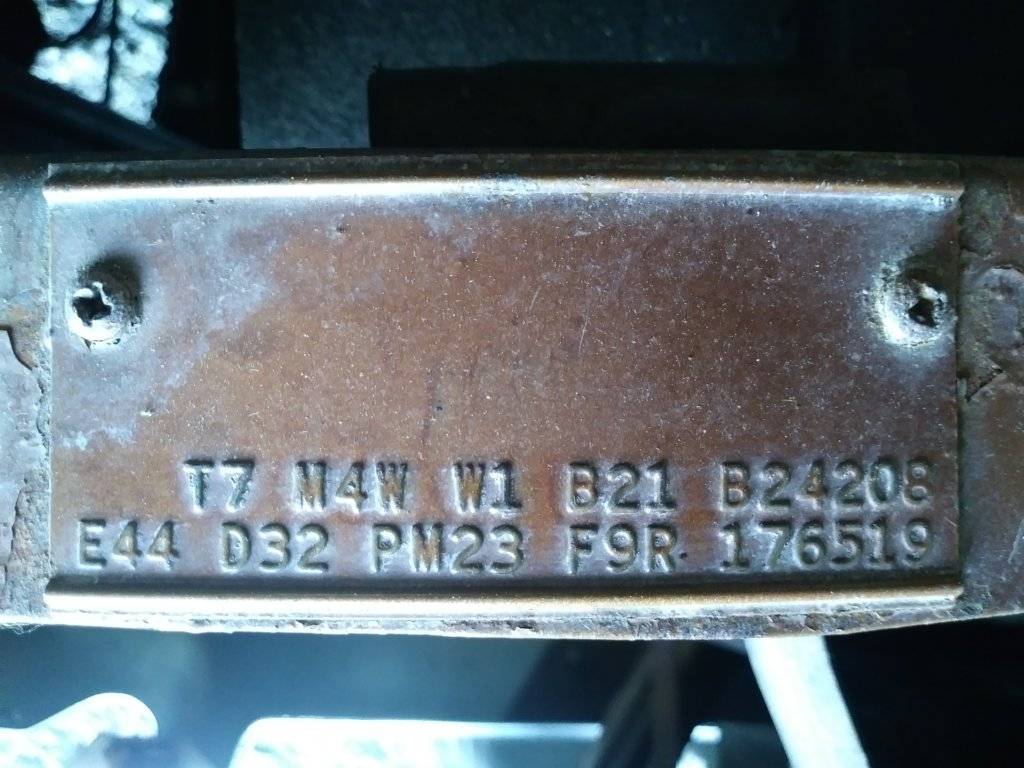 T7 M4W W1 B21 B24208
E44 D32 PM23 F9R 176519